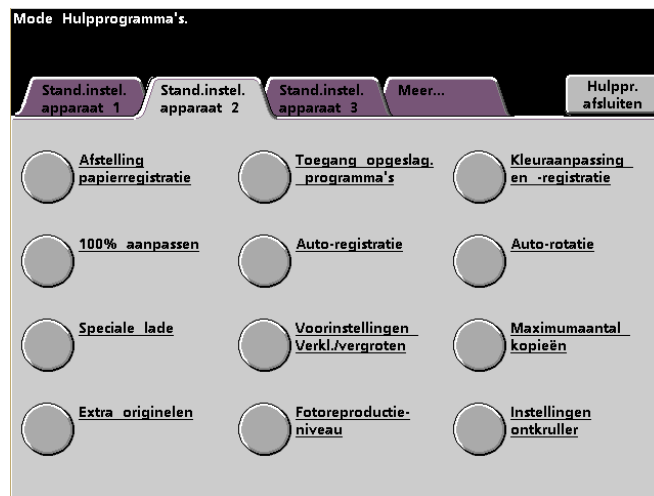 Mode Hulpprogramma's.
Stand.instel.
apparaat 1
Stand.instel.
apparaat 2
Stand.instel.
apparaat 3
Meer...
Hulppr.
afsluiten
Afstelling
papierregistratie
Toegang opgeslag.
programma's
Kleuraanpassing
en -registratie
100% aanpassen
Auto-registratie
Auto-rotatie
Speciale lade
Voorinstellingen
Verkl./vergroten
Maximumaantal
kopieën
Extra originelen
Fotoreproductie-
niveau
Instellingen
ontkruller